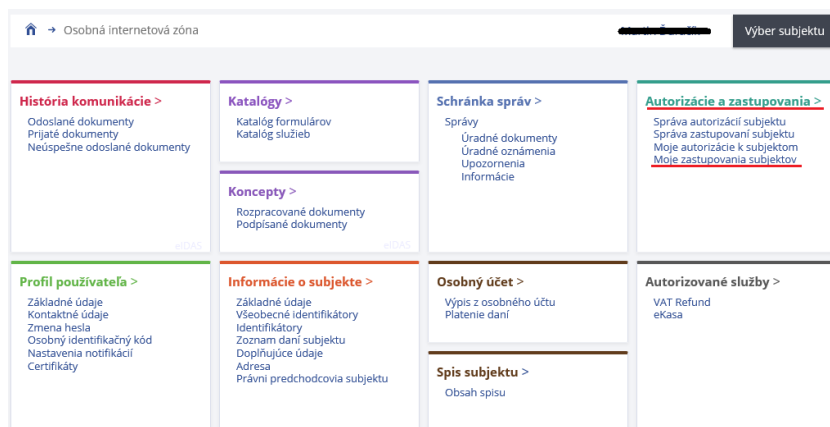 Osobná internetová zóna
Výber subjektu
História komunikácie >
Odoslané dokumenty
Prijaté dokumenty
Neúspešne odoslané dokumenty
eIDAS
Katalógy >
Katalóg formulárov
Katalóg služieb
Koncepty >
Rozpracované dokumenty
Podpísané dokumenty
eIDAS
Schránka správ >
Správy
Úradné dokumenty
Úradné oznámenia
Upozornenia
Informácie
Autorizácie a zastupovania >
Správa autorizácií subjektu
Správa zastupovaní subjektu
Moje autorizácie k subjektom
Moje zastupovania subjektov
Profil používateľa >
Základné údaje
Kontaktné údaje
Zmena hesla
Osobný identifikačný kód
Nastavenia notifikácií
Certifikáty
Informácie o subjekte >
Základné údaje
Všeobecné identifikátory
Identifikátory
Zoznam daní subjektu
Doplňujúce údaje
Adresa
Právni predchodcovia subjektu
Osobný účet >
Výpis z osobného účtu
Platenie daní
Spis subjektu >
Obsah spisu
Autorizované služby >
VAT Refund
eKasa